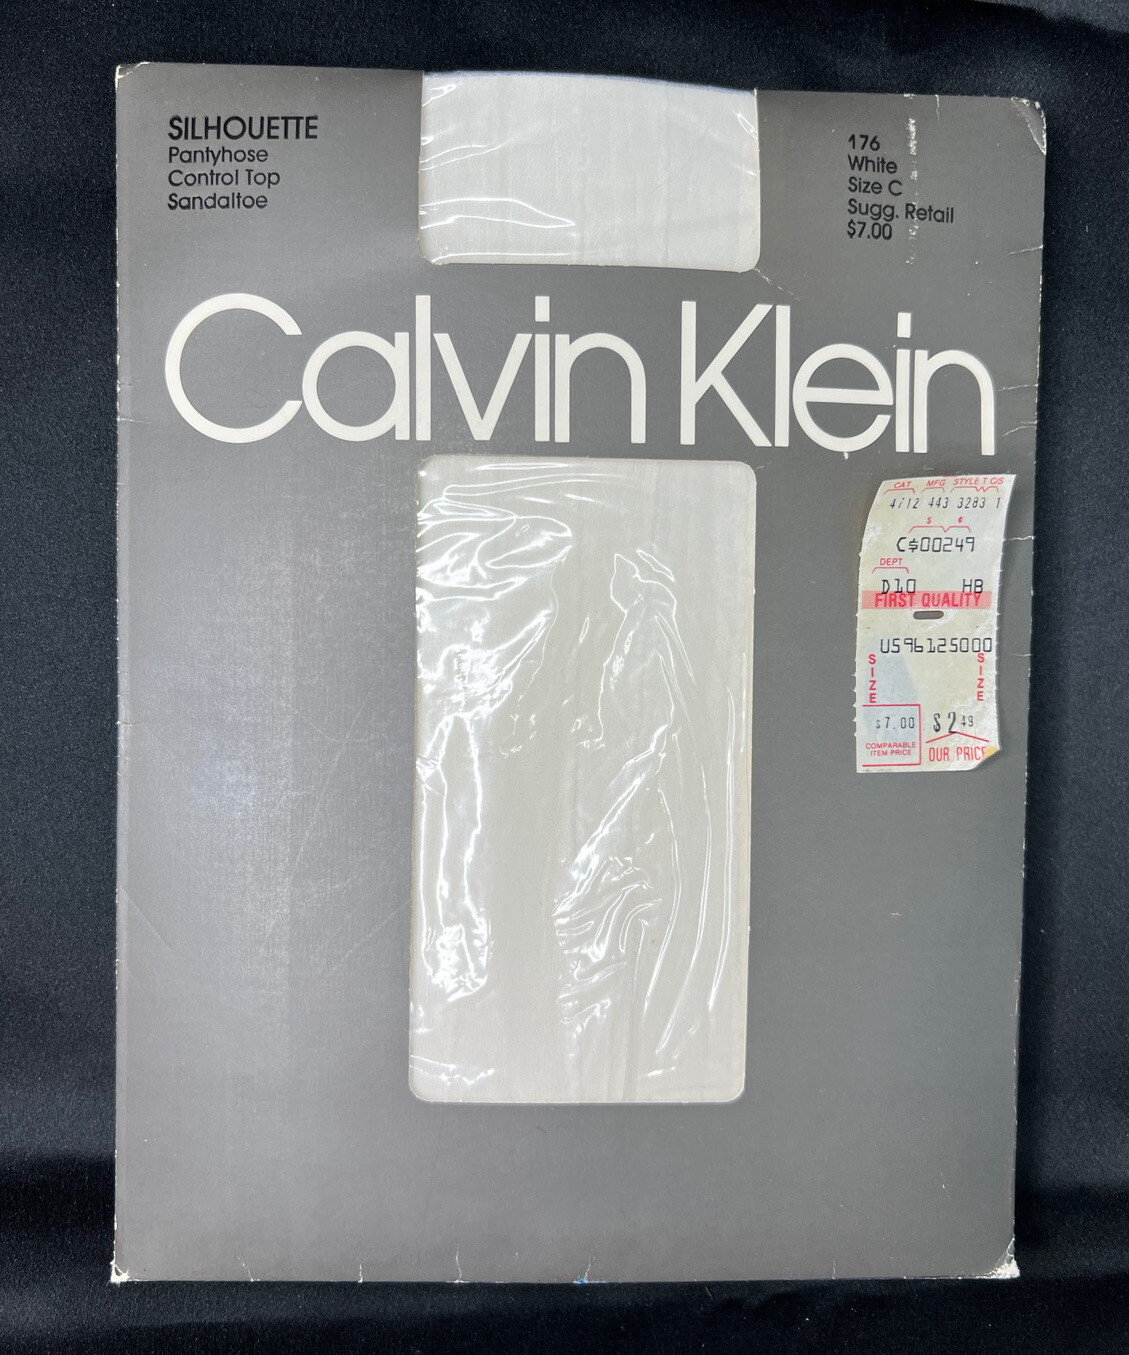 SILHOUETTE
Pantyhose
Control Top
Sandaltoe
176
White
Size C
Sugg. Retail
$7.00
Calvin Klein
CAT. MFG STYLE T C/S
4712 443 3283 1
$ ¢
C$00249
DEPT
D10 HB
FIRST QUALITY
US96125000
SIZE SIZE
$7.00 $2 49
COMPARABLE
ITEM PRICE
OUR PRICE